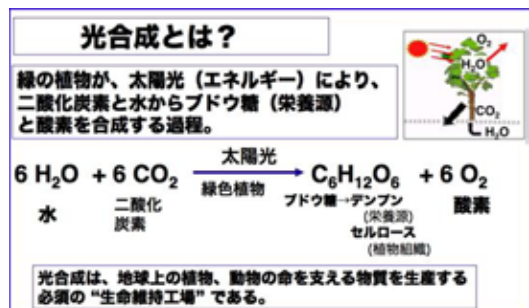 光合成とは？
緑の植物が、太陽光（エネルギー）により、
二酸化炭素と水からブドウ糖（栄養源）
と酸素を合成する過程。
O₂
H₂O
CO₂
H₂O
太陽光
6 H₂O + 6 CO₂ C₆H₁₂O₆ + 6 O₂
緑色植物
水
二酸化
炭素
ブドウ糖→デンプン
(栄養源)
セルロース
(植物組織)
酸素
光合成は、地球上の植物、動物の命を支える物質を生産する
必須の “生命維持工場” である。